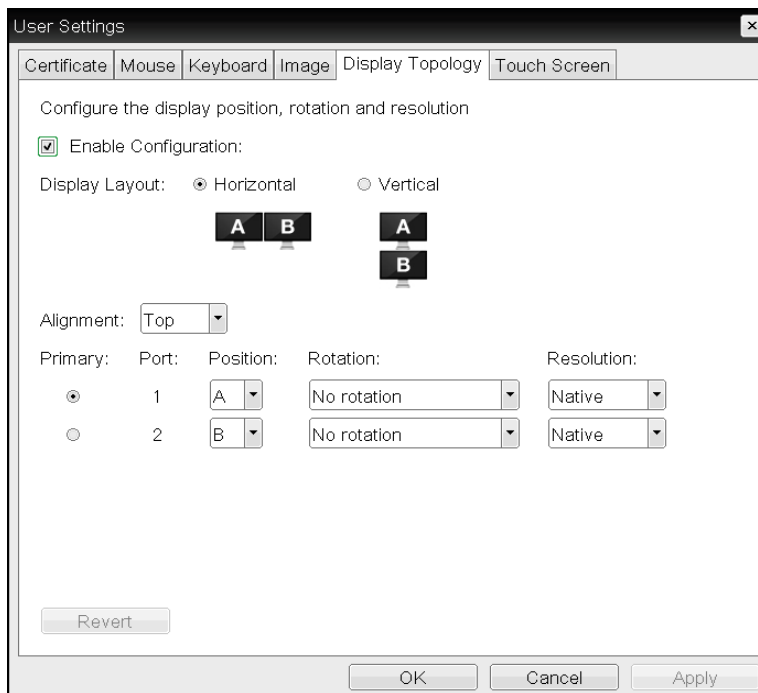 User Settings
Certificate Mouse Keyboard Image Display Topology Touch Screen
Configure the display position, rotation and resolution
Enable Configuration:
Display Layout: Horizontal Vertical
A B A
B
Alignment: Top
Primary: Port: Position: Rotation: Resolution:
1 A No rotation Native
2 B No rotation Native
Revert
OK Cancel Apply